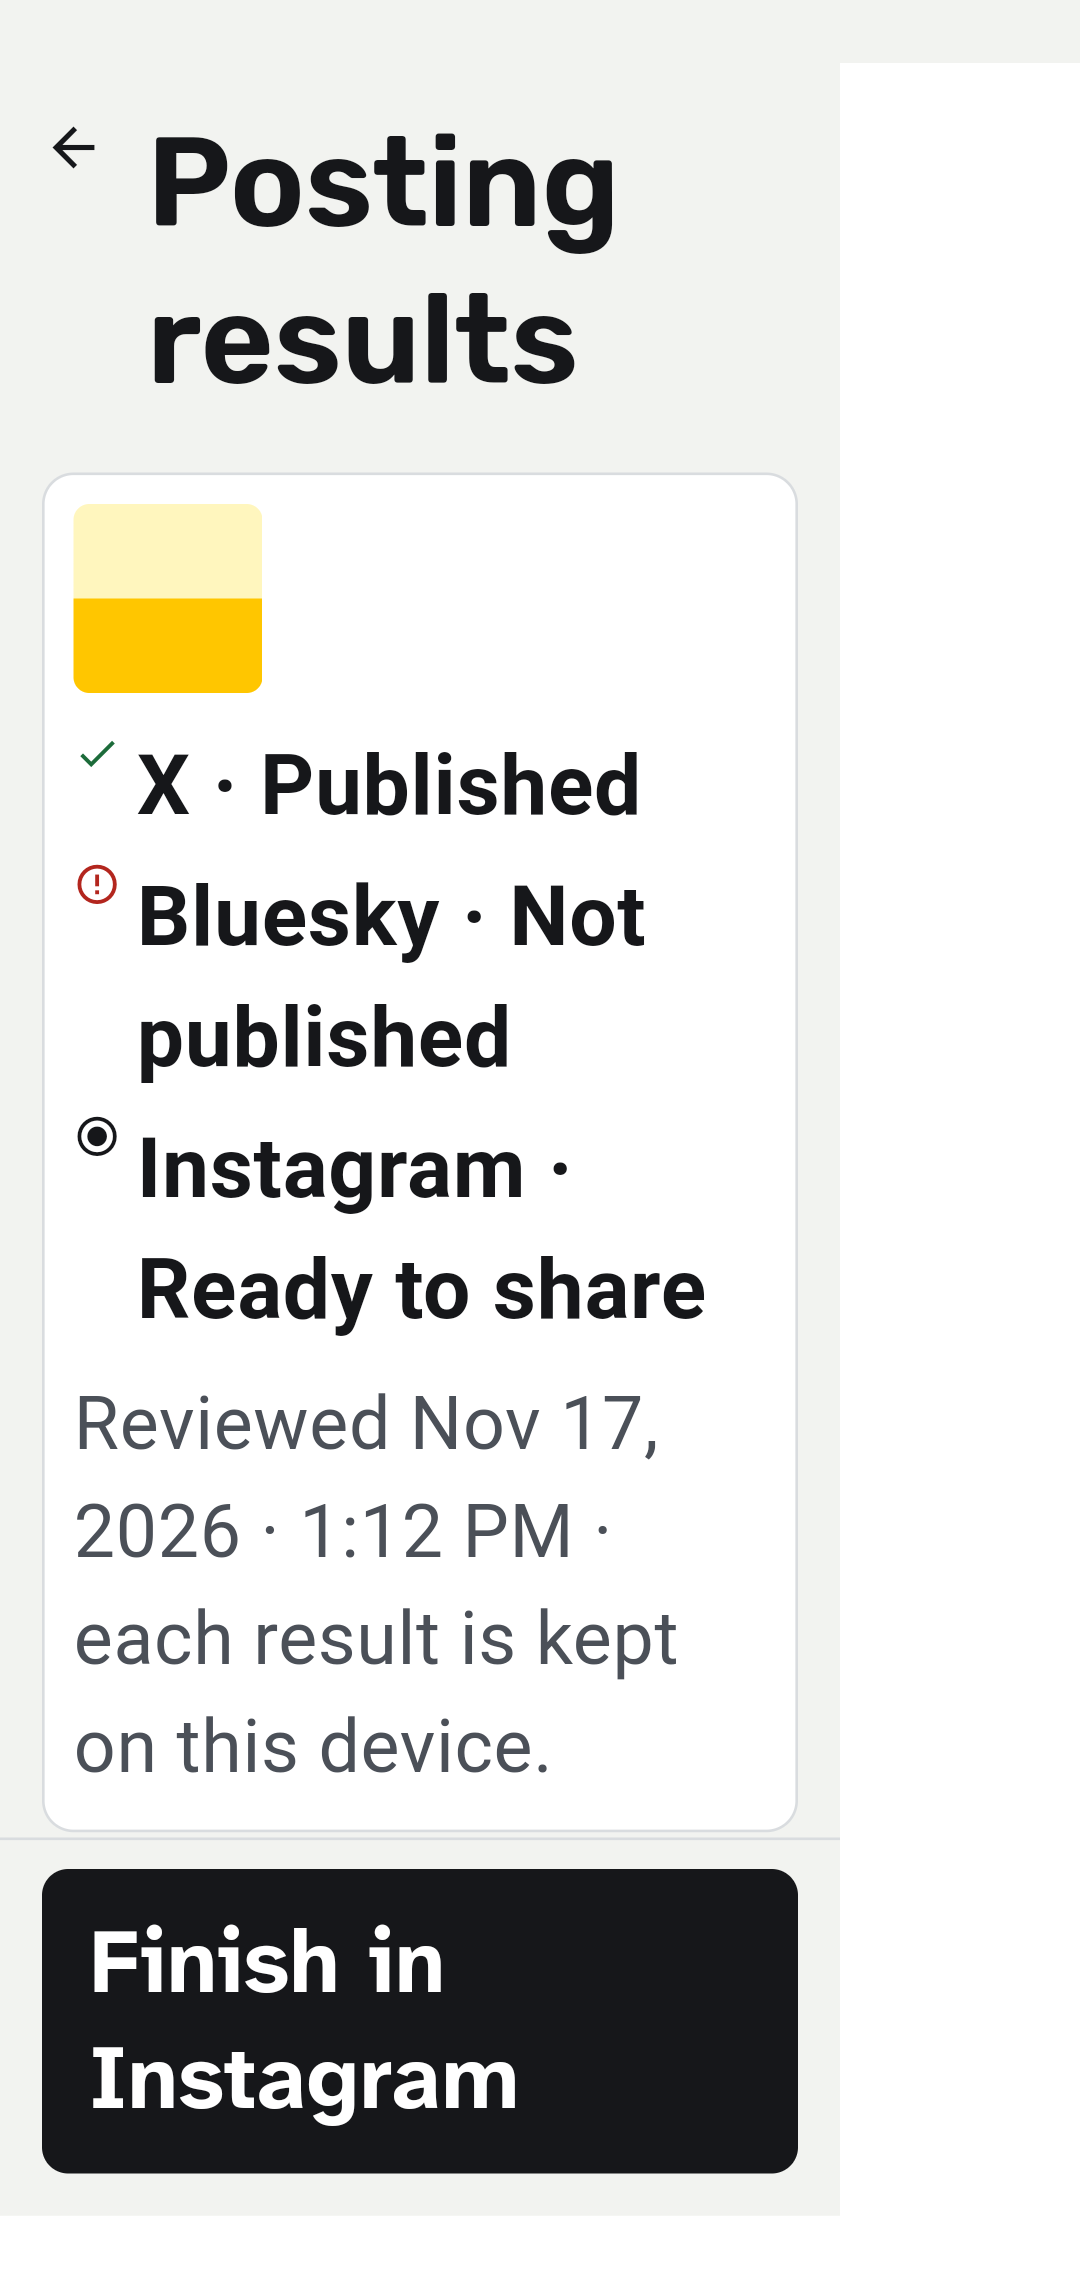 Posting
results
X · Published
Bluesky · Not
published
Instagram ·
Ready to share
Reviewed Nov 17,
2026 · 1:12 PM ·
each result is kept
on this device.
Finish in
Instagram